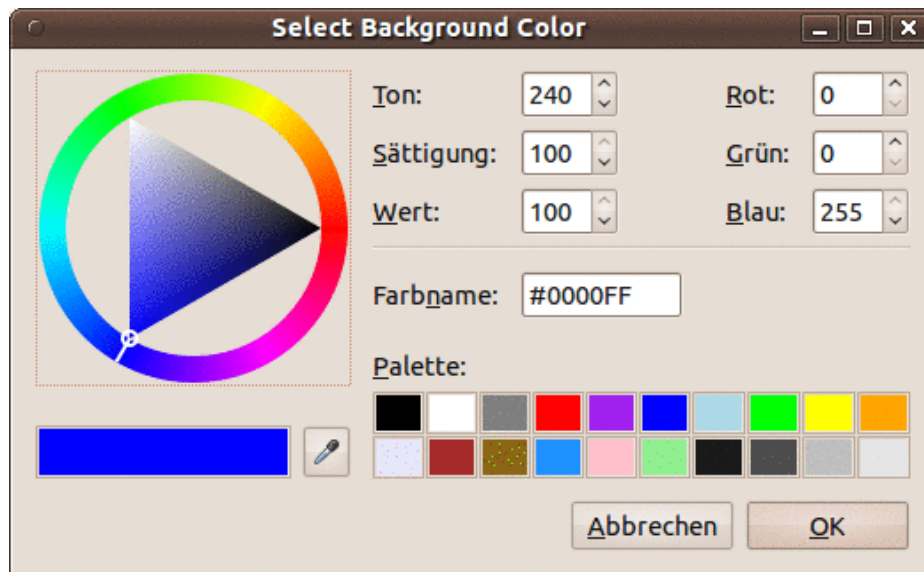 Select Background Color
Ton: 240 Rot: 0
Sättigung: 100 Grün: 0
Wert: 100 Blau: 255
Farbname: #0000FF
Palette:
Abbrechen OK